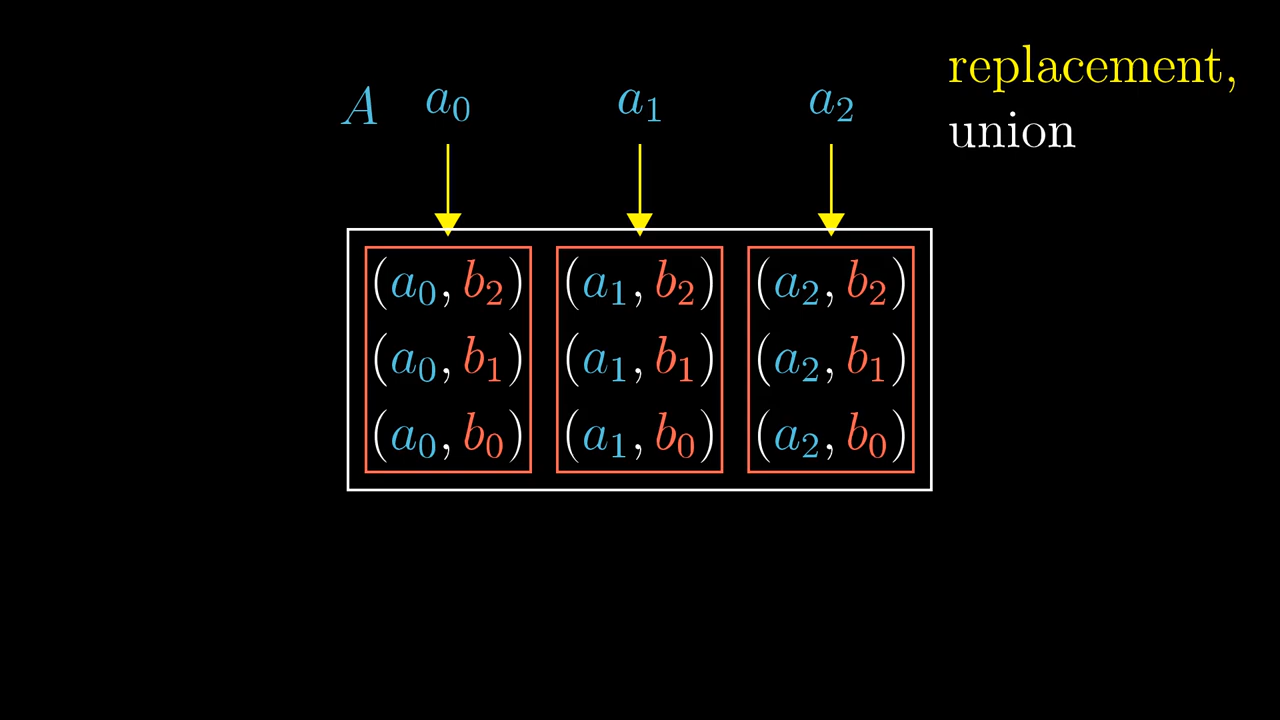 replacement,
union
A a₀ a₁ a₂
(a₀, b₂) (a₁, b₂) (a₂, b₂)
(a₀, b₁) (a₁, b₁) (a₂, b₁)
(a₀, b₀) (a₁, b₀) (a₂, b₀)